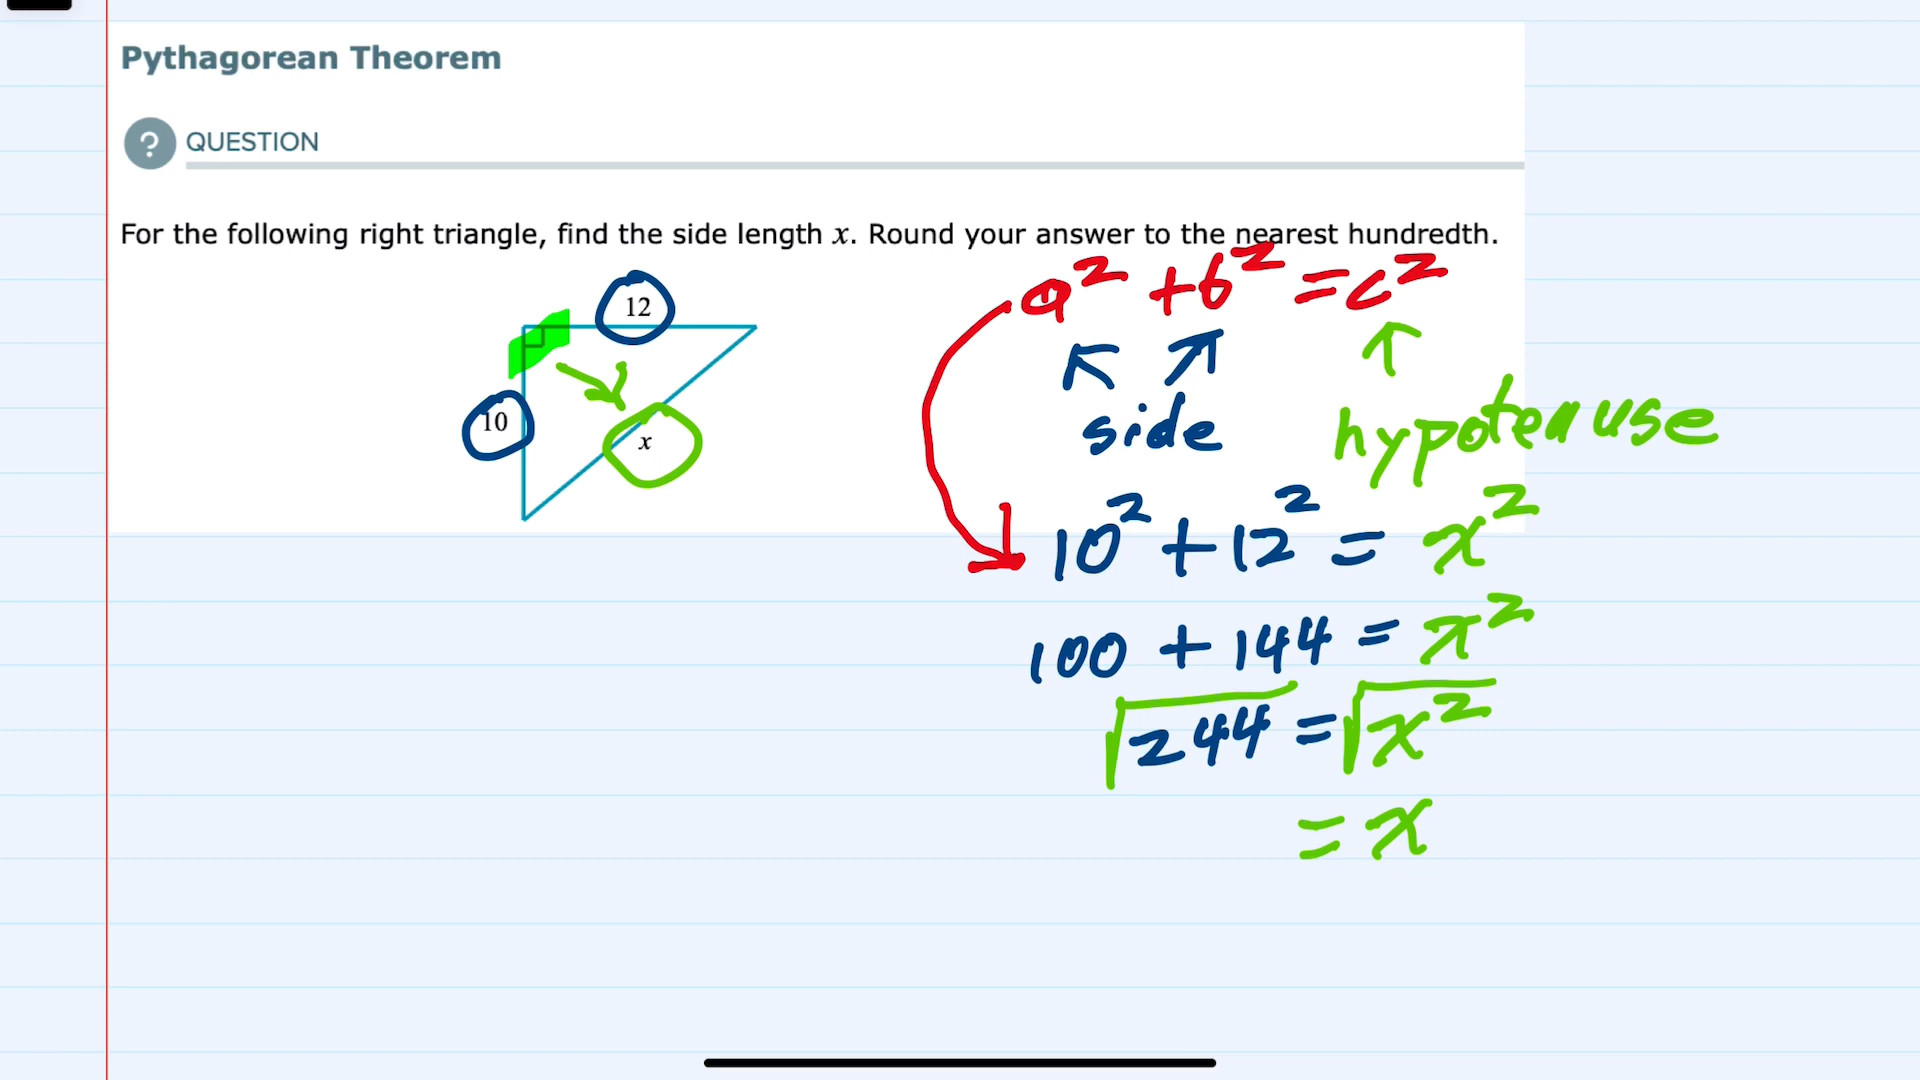 Pythagorean Theorem
? QUESTION
For the following right triangle, find the side length x. Round your answer to the nearest hundredth.
a² + b² = c²
12
10
x
side
hypotenuse
10² + 12² = x²
100 + 144 = x²
√244 = √x²
= x